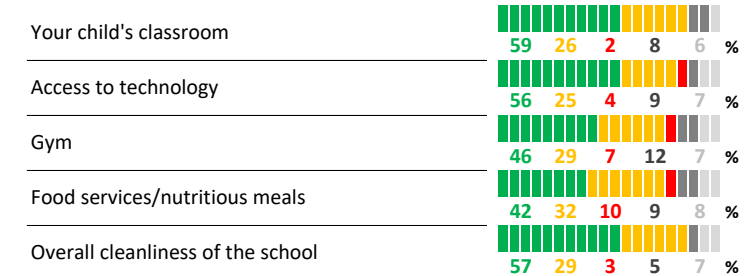 Your child's classroom
59 26 2 8 6 %
Access to technology
56 25 4 9 7 %
Gym
46 29 7 12 7 %
Food services/nutritious meals
42 32 10 9 8 %
Overall cleanliness of the school
57 29 3 5 7 %